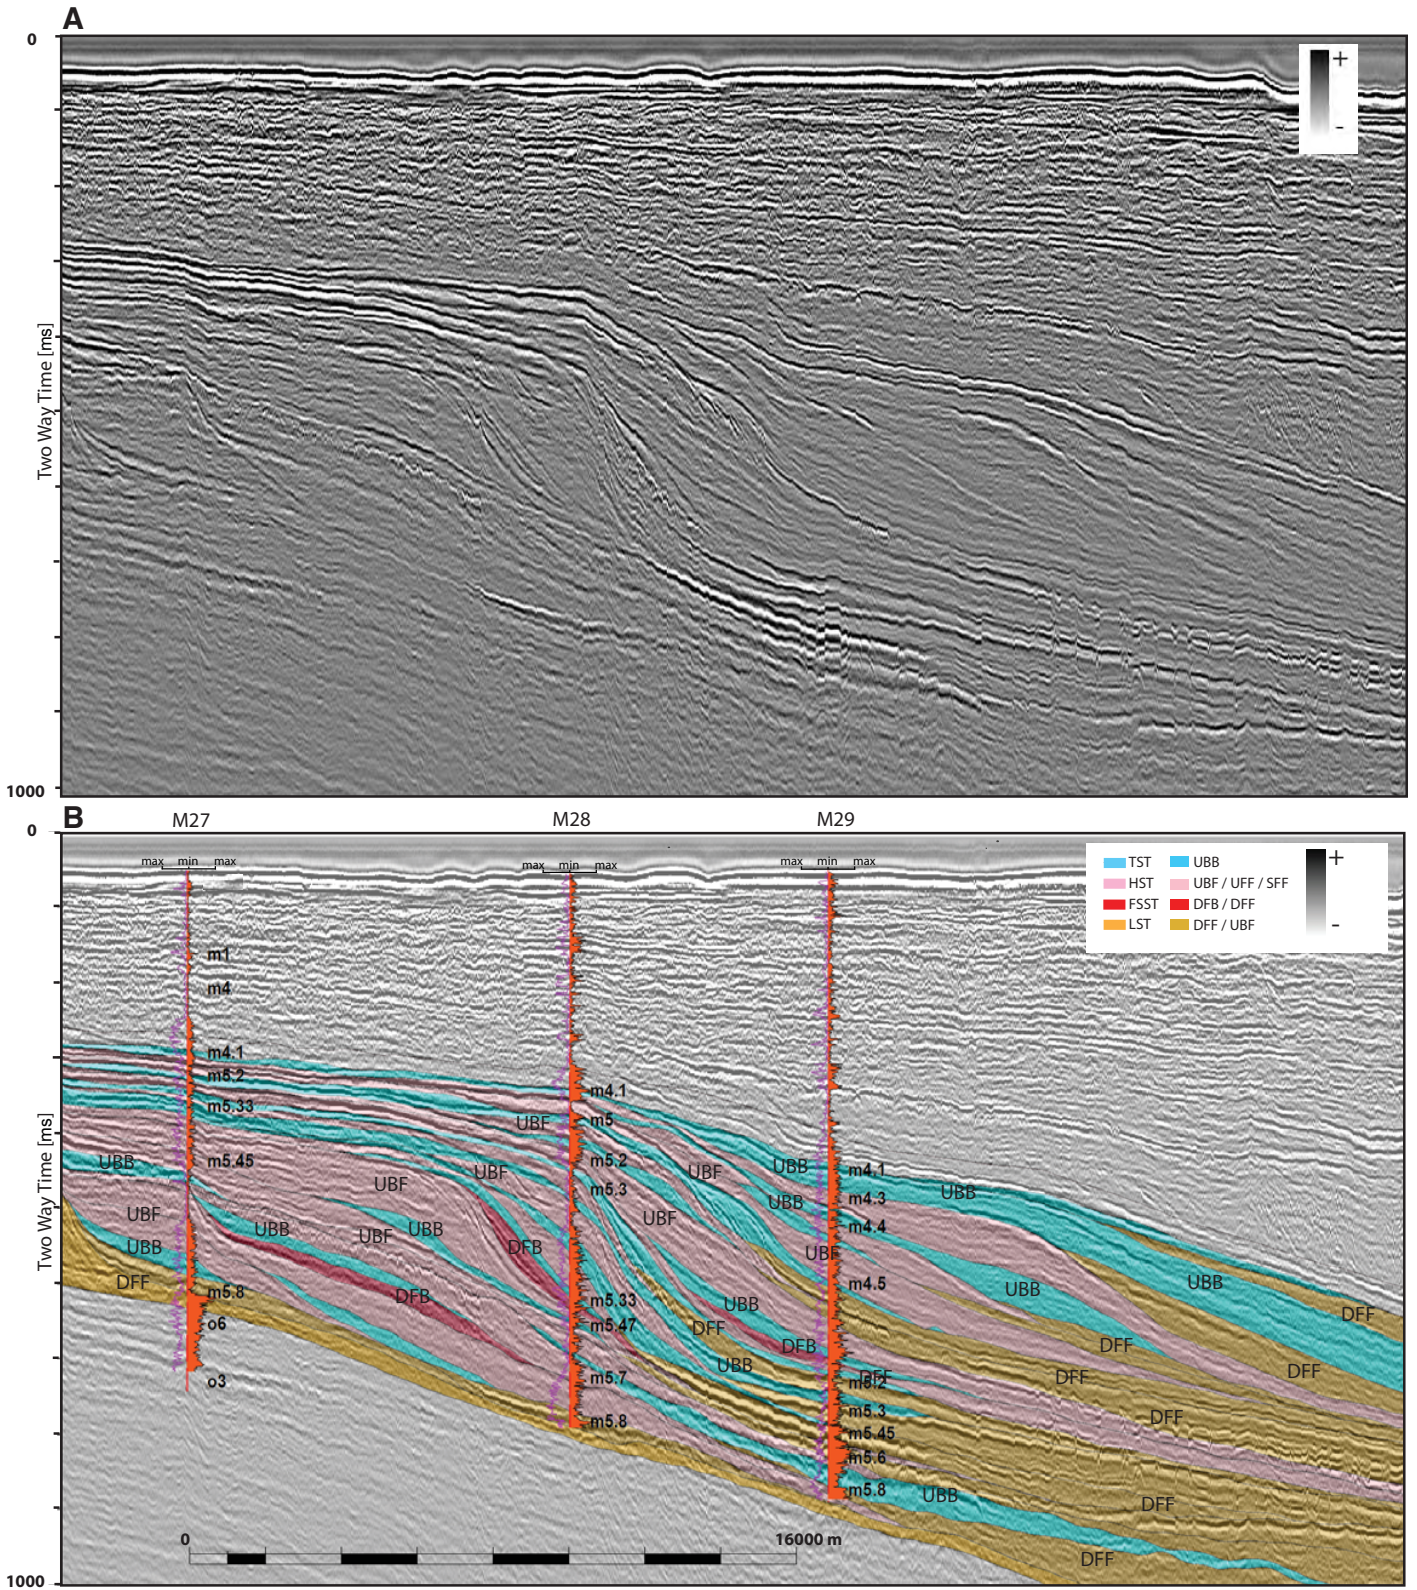 A
0
+
-
Two Way Time [ms]
1000
B
M27
M28
M29
0
max min max
max min max
max min max
TST
UBB
HST
UBF / UFF / SFF
FSST
DFB / DFF
LST
DFF / UBF
+
-
Two Way Time [ms]
m1
m4
m4.1
m5.2
m5.33
m5.45
m5.8
o6
o3
m4.1
m5
m5.2
m5.3
m5.33
m5.47
m5.7
m5.8
m4.1
m4.3
m4.4
m4.5
m5.2
m5.3
m5.45
m5.6
m5.8
UBB
UBF
UBB
DFF
UBB
UBF
UBF
UBB
DFB
UBF
UBF
DFB
UBF
UBF
UBB
UBB
UBF
UBB
DFF
DFB
UBB
DFF
UBB
UBB
UBB
DFF
DFF
DFF
DFF
DFF
UBB
DFF
DFF
0
16000 m
1000